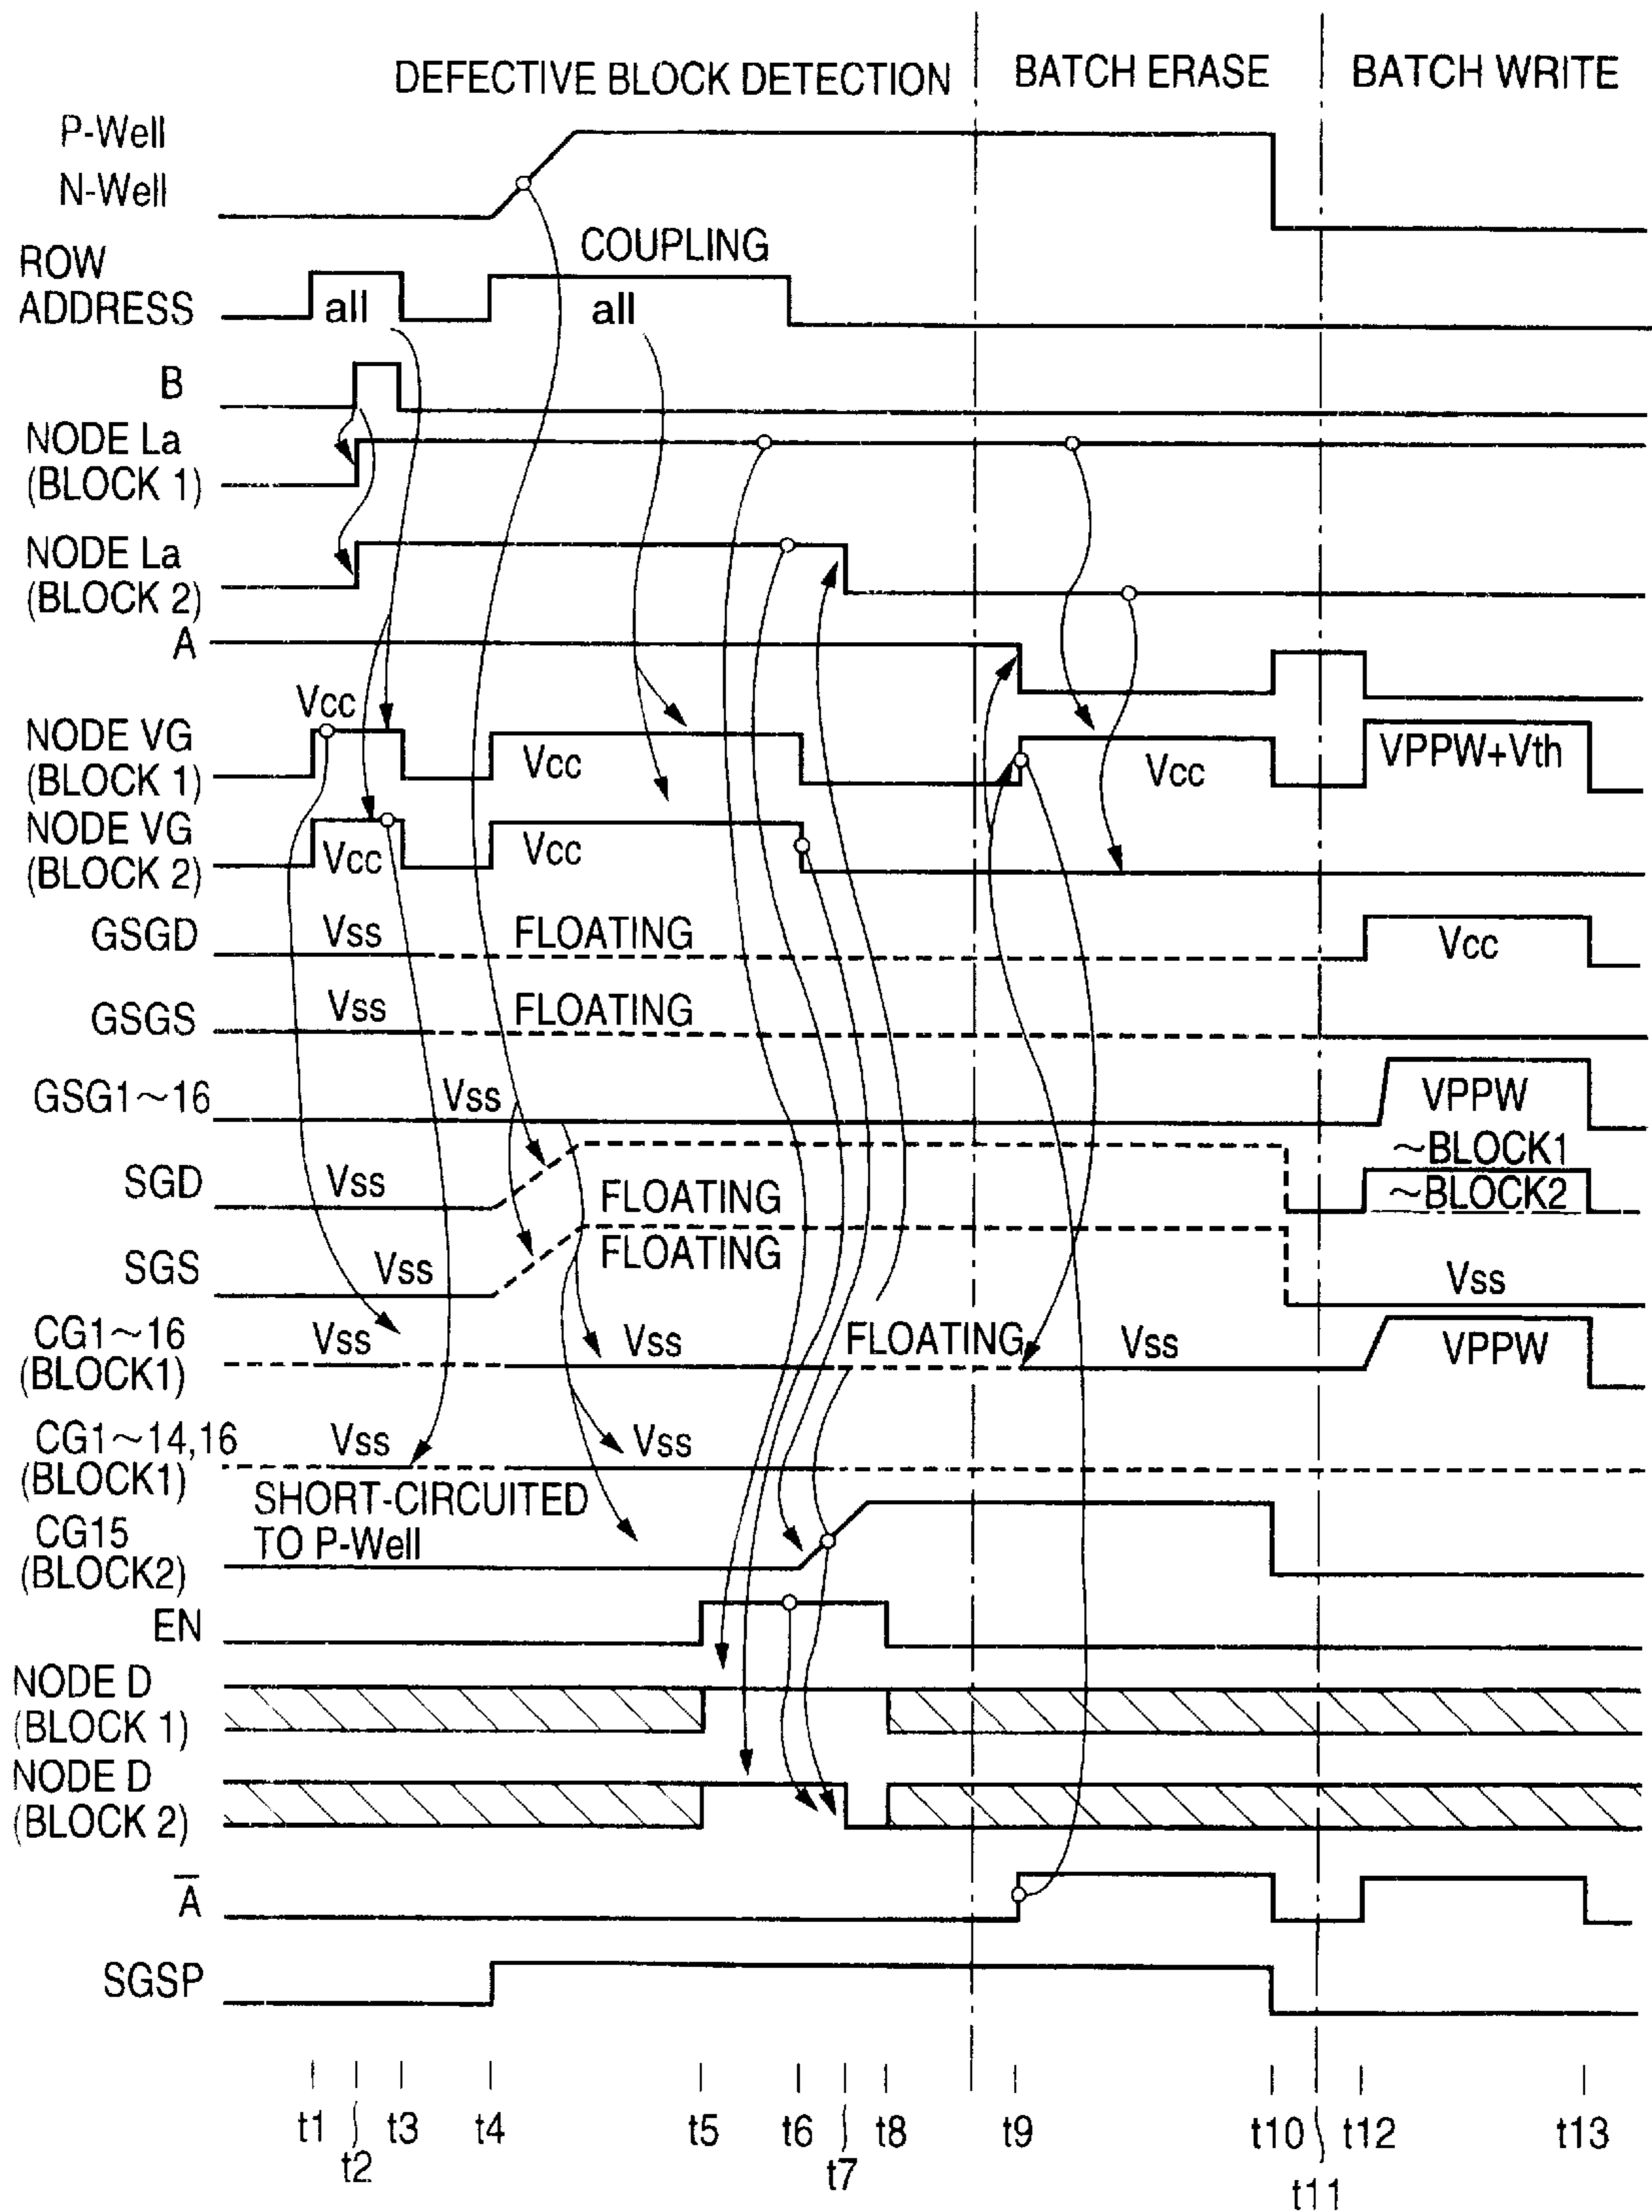 DEFECTIVE BLOCK DETECTION BATCH ERASE BATCH WRITE
P-Well
N-Well
COUPLING
ROW
ADDRESS all all
B
NODE La
(BLOCK 1)
NODE La
(BLOCK 2)
A
Vcc
NODE VG
(BLOCK 1) Vcc Vcc VPPW+Vth
NODE VG
(BLOCK 2) Vcc Vcc
GSGD Vss FLOATING Vcc
GSGS Vss FLOATING
GSG1~16 Vss VPPW
~BLOCK1
SGD Vss FLOATING ~BLOCK2
FLOATING
SGS Vss Vss
CG1~16
(BLOCK1) Vss Vss FLOATING Vss VPPW
CG1~14,16
(BLOCK1) Vss Vss
SHORT-CIRCUITED
TO P-Well
CG15
(BLOCK2)
EN
NODE D
(BLOCK 1)
NODE D
(BLOCK 2)
A̅
SGSP
t1 t3 t4 t5 t6 t8 t9 t10 t12 t13
t2 t7 t11